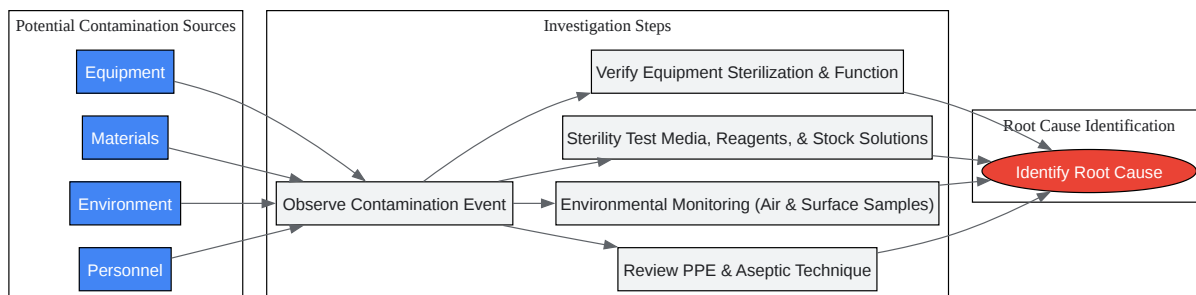 Potential Contamination Sources
Equipment
Materials
Environment
Personnel
Investigation Steps
Observe Contamination Event
Verify Equipment Sterilization & Function
Sterility Test Media, Reagents, & Stock Solutions
Environmental Monitoring (Air & Surface Samples)
Review PPE & Aseptic Technique
Root Cause Identification
Identify Root Cause